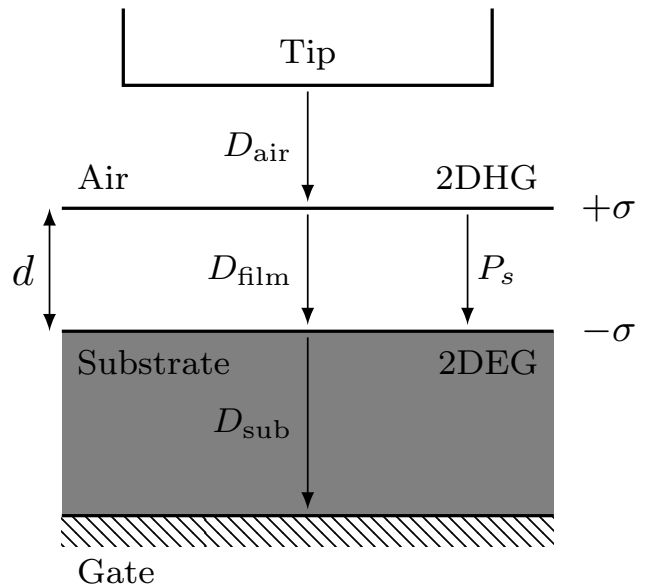 Tip
D_air
Air 2DHG +σ
d D_film P_s
−σ
Substrate 2DEG
D_sub
Gate